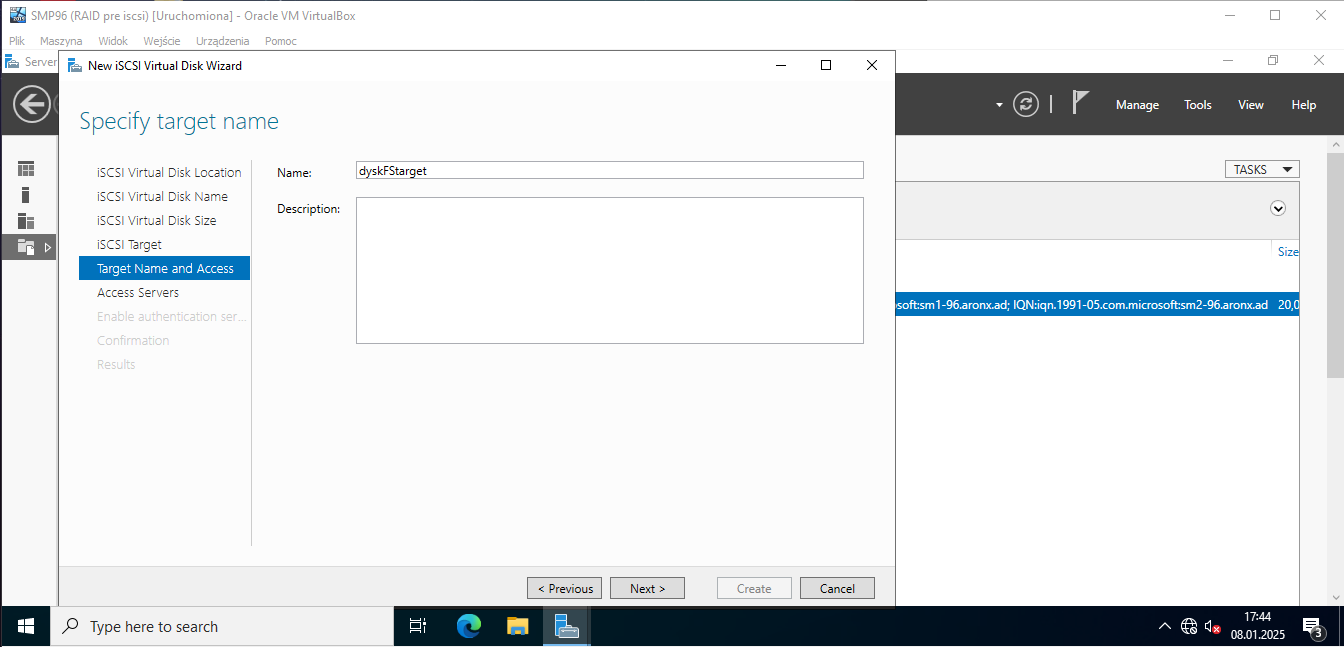 SMP96 (RAID pre iscsi) [Uruchomiona] - Oracle VM VirtualBox
Plik Maszyna Widok Wejście Urządzenia Pomoc
Server
New iSCSI Virtual Disk Wizard
Manage Tools View Help
Specify target name
TASKS
iSCSI Virtual Disk Location
iSCSI Virtual Disk Name
iSCSI Virtual Disk Size
iSCSI Target
Target Name and Access
Access Servers
Enable authentication ser...
Confirmation
Results
Name:
dyskFStarget
Description:
Size
soft:sm1-96.aronx.ad; IQN:iqn.1991-05.com.microsoft:sm2-96.aronx.ad 20,0
< Previous Next > Create Cancel
Type here to search
17:44
08.01.2025
3